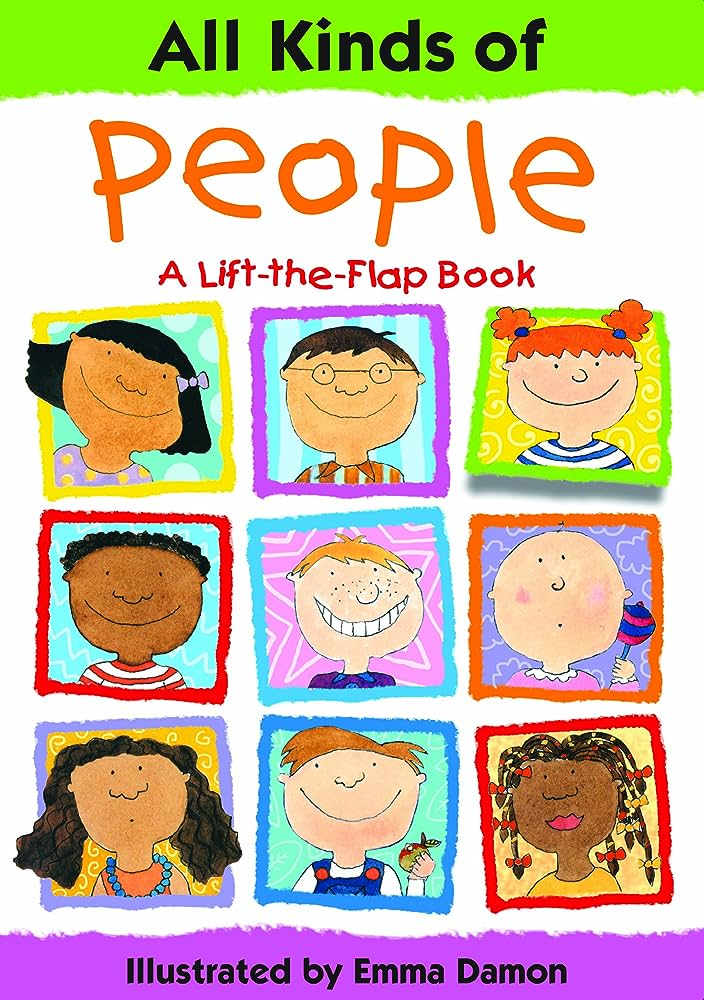 All Kinds of
People
A Lift-the-Flap Book
Illustrated by Emma Damon